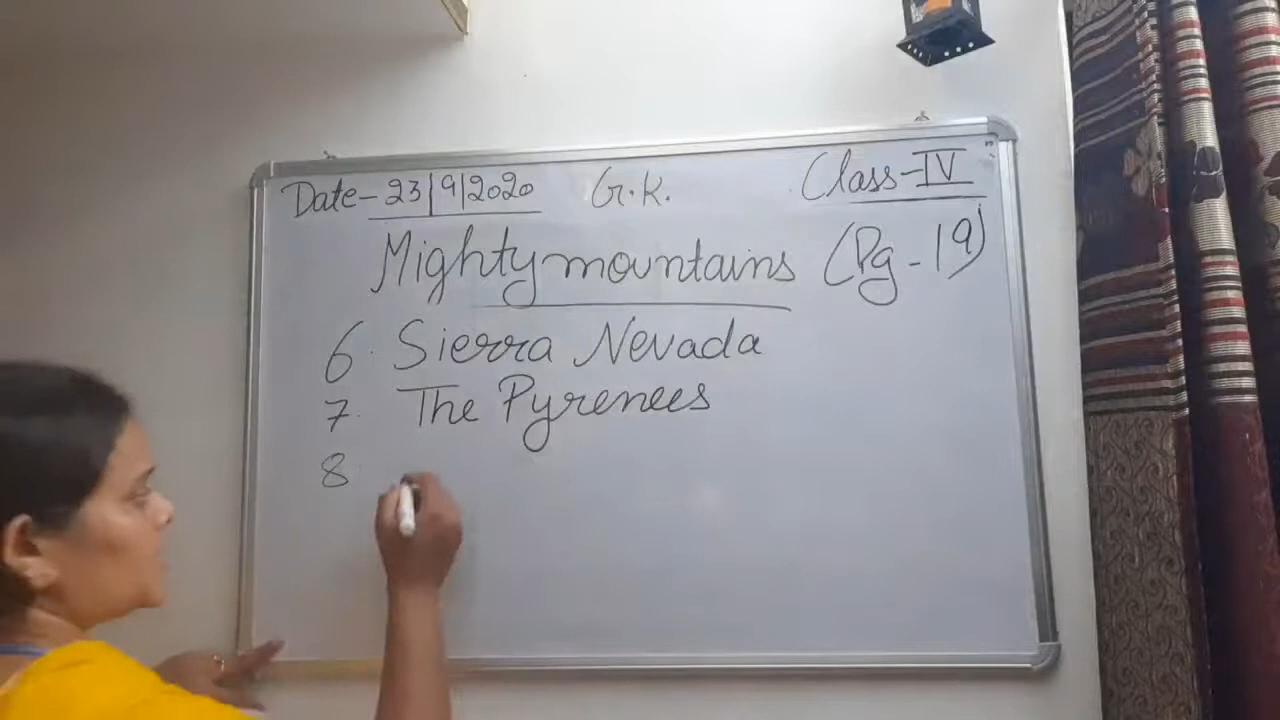 Date-23/9/2020 G.K. Class-IV
Mighty mountains (Pg-19)
6. Sierra Nevada
7. The Pyrenees
8